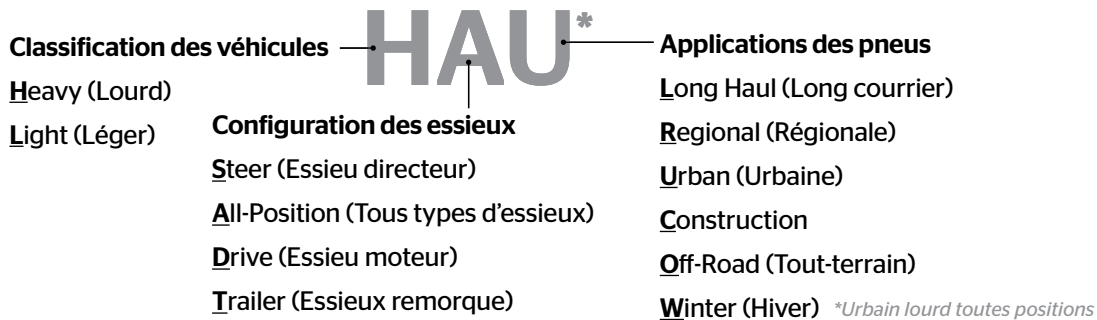 HAU*
Classification des véhicules
Heavy (Lourd)
Light (Léger)
Configuration des essieux
Steer (Essieu directeur)
All-Position (Tous types d’essieux)
Drive (Essieu moteur)
Trailer (Essieux remorque)
Applications des pneus
Long Haul (Long courrier)
Regional (Régionale)
Urban (Urbaine)
Construction
Off-Road (Tout-terrain)
Winter (Hiver)
*Urbain lourd toutes positions